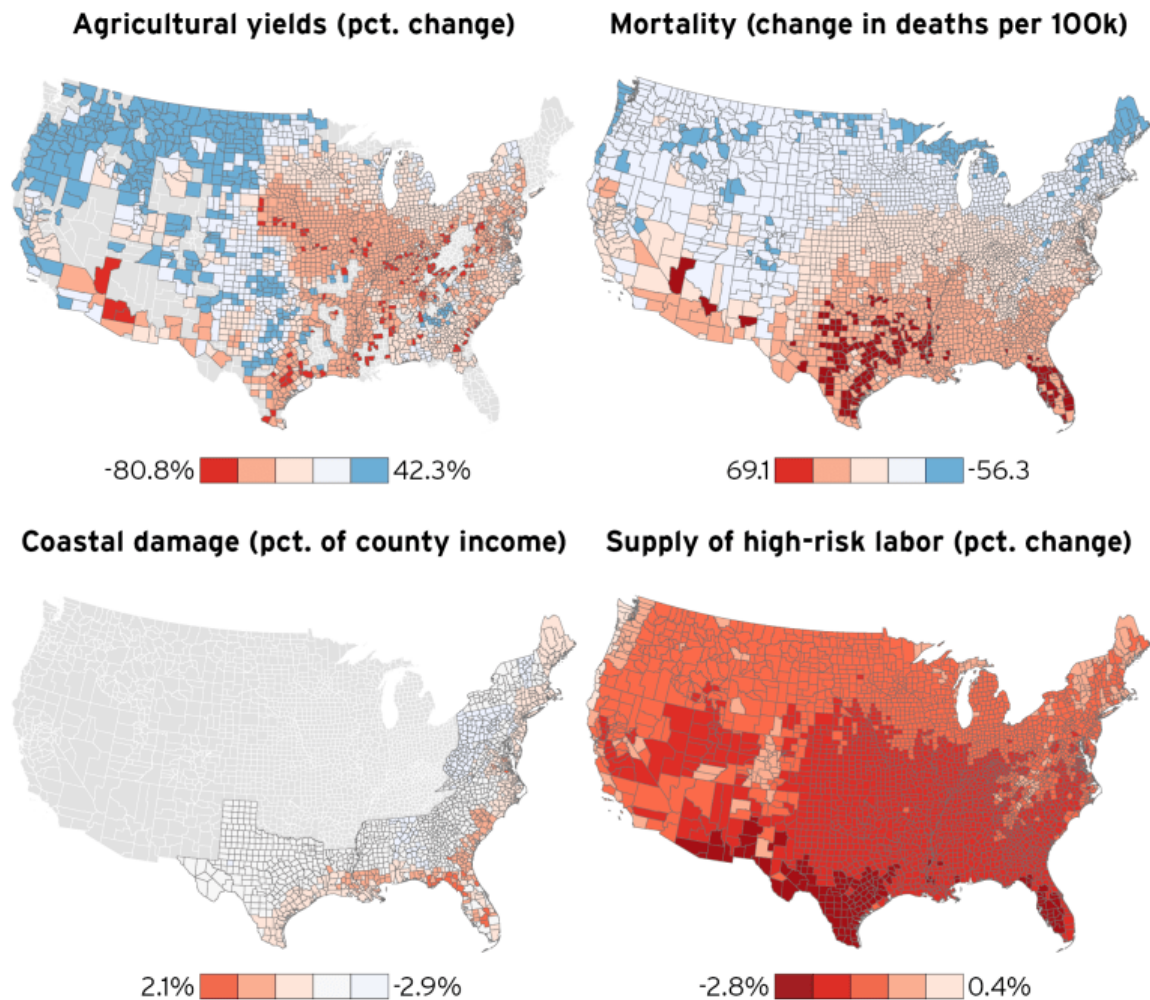 Agricultural yields (pct. change)
Mortality (change in deaths per 100k)
-80.8%
42.3%
69.1
-56.3
Coastal damage (pct. of county income)
Supply of high-risk labor (pct. change)
2.1%
-2.9%
-2.8%
0.4%